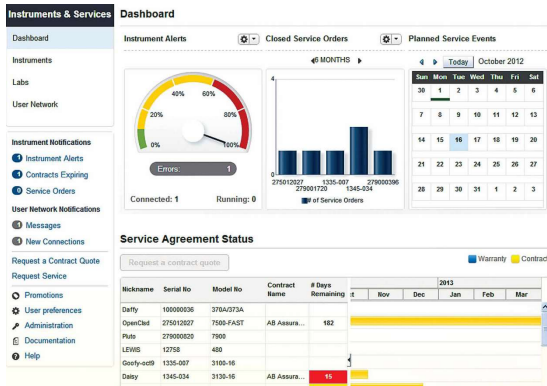 Instruments & Services
Dashboard
Instruments
Labs
User Network
Instrument Notifications
Instrument Alerts
Contracts Expiring
Service Orders
User Network Notifications
Messages
New Connections
Request a Contract Quote
Request Service
Promotions
User preferences
Administration
Documentation
Help
Dashboard
Instrument Alerts
0%
20%
40%
60%
100%
Errors: 1
Connected: 1 Running: 0
Closed Service Orders
6 MONTHS
4
0
275012027 1335-007 279000396
279001720 1345-034
# of Service Orders
Planned Service Events
Today October 2012
Sun Mon Tue Wed Thu Fri Sat
30 1 2 3 4 5 6
7 8 9 10 11 12 13
14 15 16 17 18 19 20
21 22 23 24 25 26 27
28 29 30 31 1 2 3
Service Agreement Status
Request a contract quote
Warranty Contract
Nickname Serial No Model No Contract Name # Days Remaining
2013
Nov Dec Jan Feb Mar
Daffy 100000036 370A/373A
OpenClad 275012027 7500-FAST AB Assura... 182
Pluto 279000820 7900
LEWIS 12758 480
Goofy-oct9 1335-007 3100-16
Daisy 1345-034 3130-16 AB Assura... 15